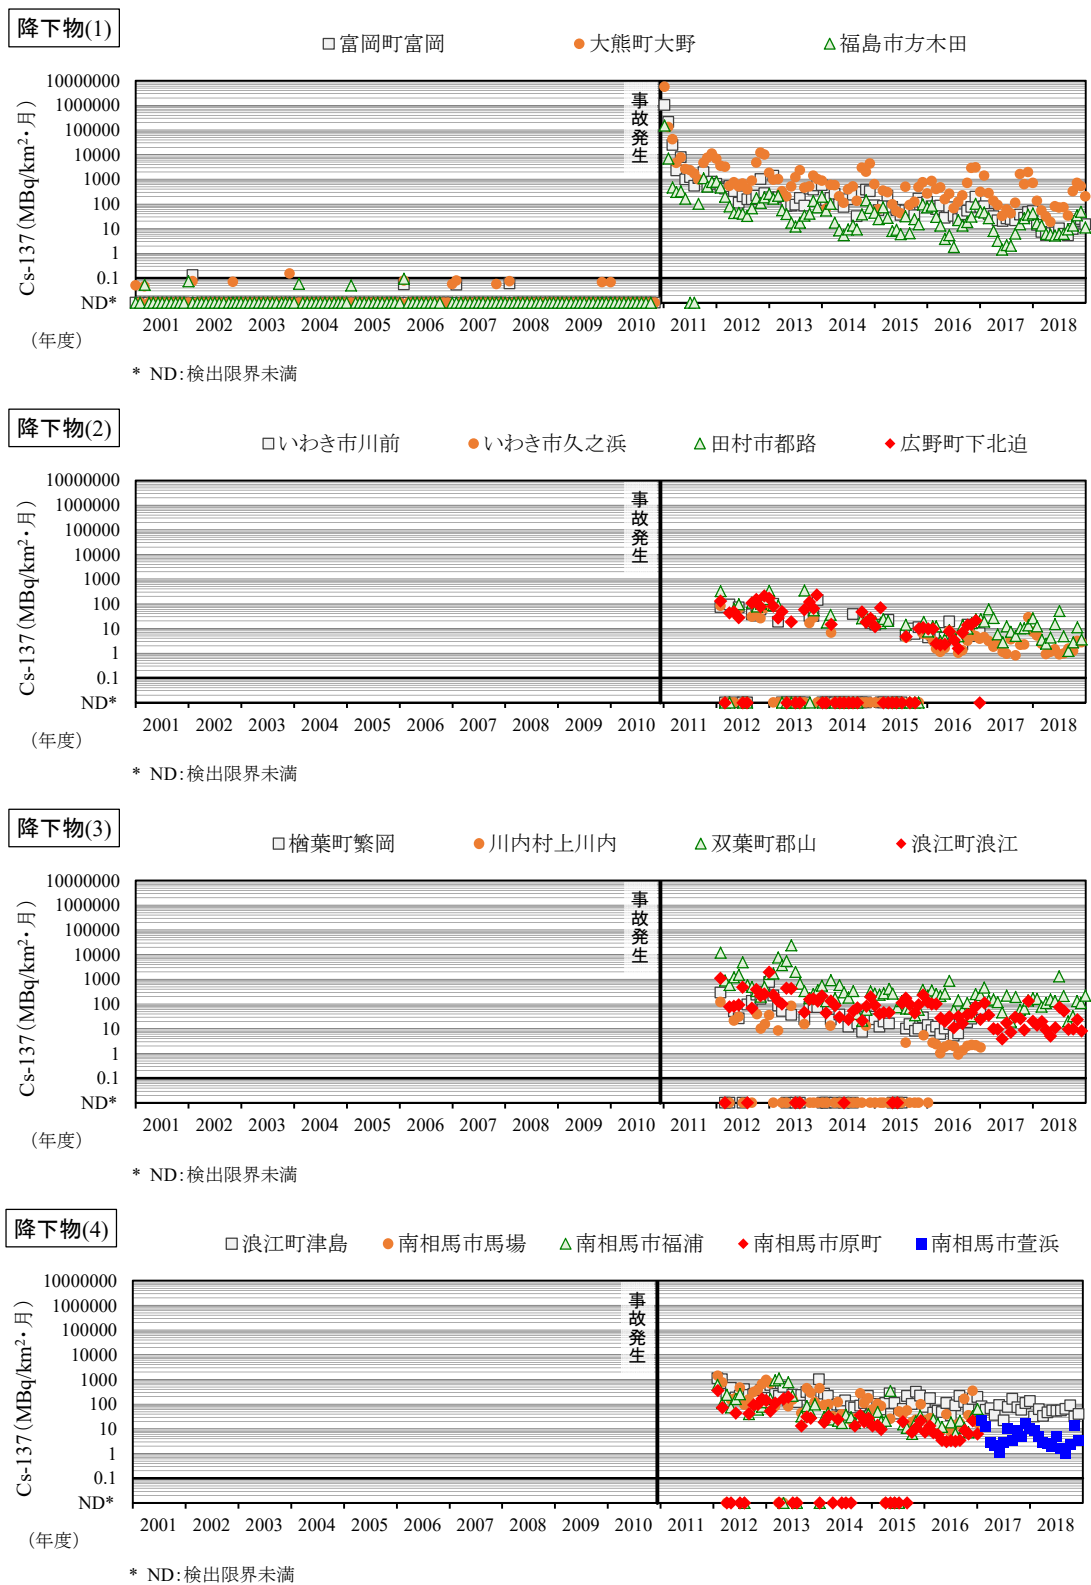 降下物(1)
□富岡町富岡 ●大熊町大野 △福島市方木田
Cs-137（MBq/km²・月）
10000000
1000000
100000
10000
1000
100
10
1
0.1
ND*
事故発生
2001 2002 2003 2004 2005 2006 2007 2008 2009 2010 2011 2012 2013 2014 2015 2016 2017 2018
（年度）
* ND:検出限界未満
降下物(2)
□いわき市川前 ●いわき市久之浜 △田村市都路 ◆広野町下北迫
Cs-137（MBq/km²・月）
10000000
1000000
100000
10000
1000
100
10
1
0.1
ND*
事故発生
2001 2002 2003 2004 2005 2006 2007 2008 2009 2010 2011 2012 2013 2014 2015 2016 2017 2018
（年度）
* ND:検出限界未満
降下物(3)
□楢葉町繁岡 ●川内村上川内 △双葉町郡山 ◆浪江町浪江
Cs-137（MBq/km²・月）
10000000
1000000
100000
10000
1000
100
10
1
0.1
ND*
事故発生
2001 2002 2003 2004 2005 2006 2007 2008 2009 2010 2011 2012 2013 2014 2015 2016 2017 2018
（年度）
* ND:検出限界未満
降下物(4)
□浪江町津島 ●南相馬市馬場 △南相馬市福浦 ◆南相馬市原町 ■南相馬市萱浜
Cs-137（MBq/km²・月）
10000000
1000000
100000
10000
1000
100
10
1
0.1
ND*
事故発生
2001 2002 2003 2004 2005 2006 2007 2008 2009 2010 2011 2012 2013 2014 2015 2016 2017 2018
（年度）
* ND:検出限界未満